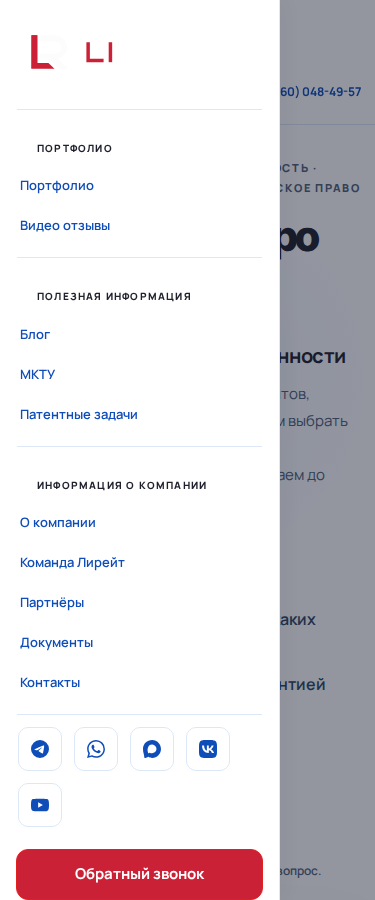 LI
ПОРТФОЛИО
Портфолио
Видео отзывы
ПОЛЕЗНАЯ ИНФОРМАЦИЯ
Блог
МКТУ
Патентные задачи
ИНФОРМАЦИЯ О КОМПАНИИ
О компании
Команда Лирейт
Партнёры
Документы
Контакты
Обратный звонок
60) 048-49-57
ОСТЬ ·
СКОЕ ПРАВО
ро
нности
тов,
м выбрать
аем до
аких
нтией
вопрос.